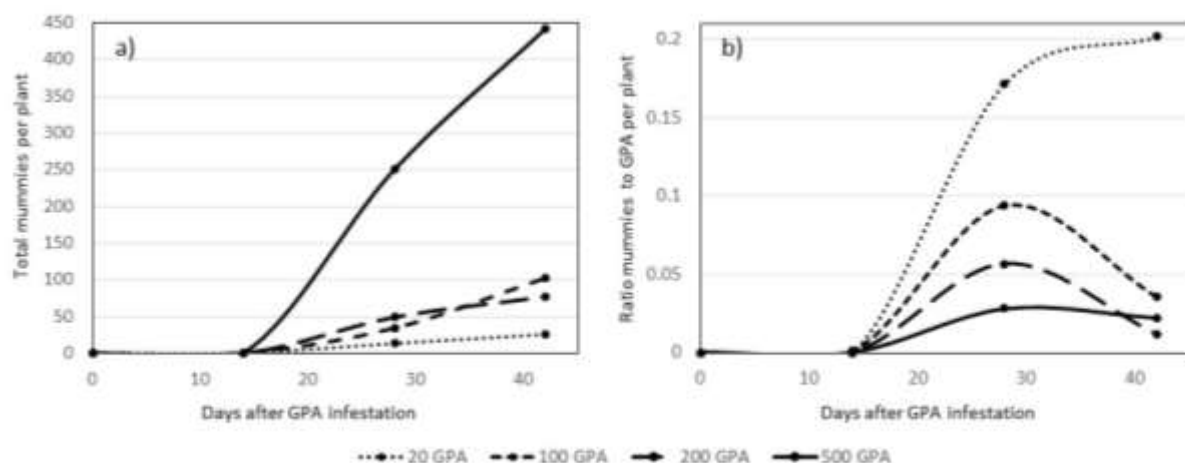 a)
Total mummies per plant
450
400
350
300
250
200
150
100
50
0
0 10 20 30 40
Days after GPA infestation
b)
Ratio mummies to GPA per plant
0.2
0.15
0.1
0.05
0
0 10 20 30 40
Days after GPA infestation
20 GPA 100 GPA 200 GPA 500 GPA